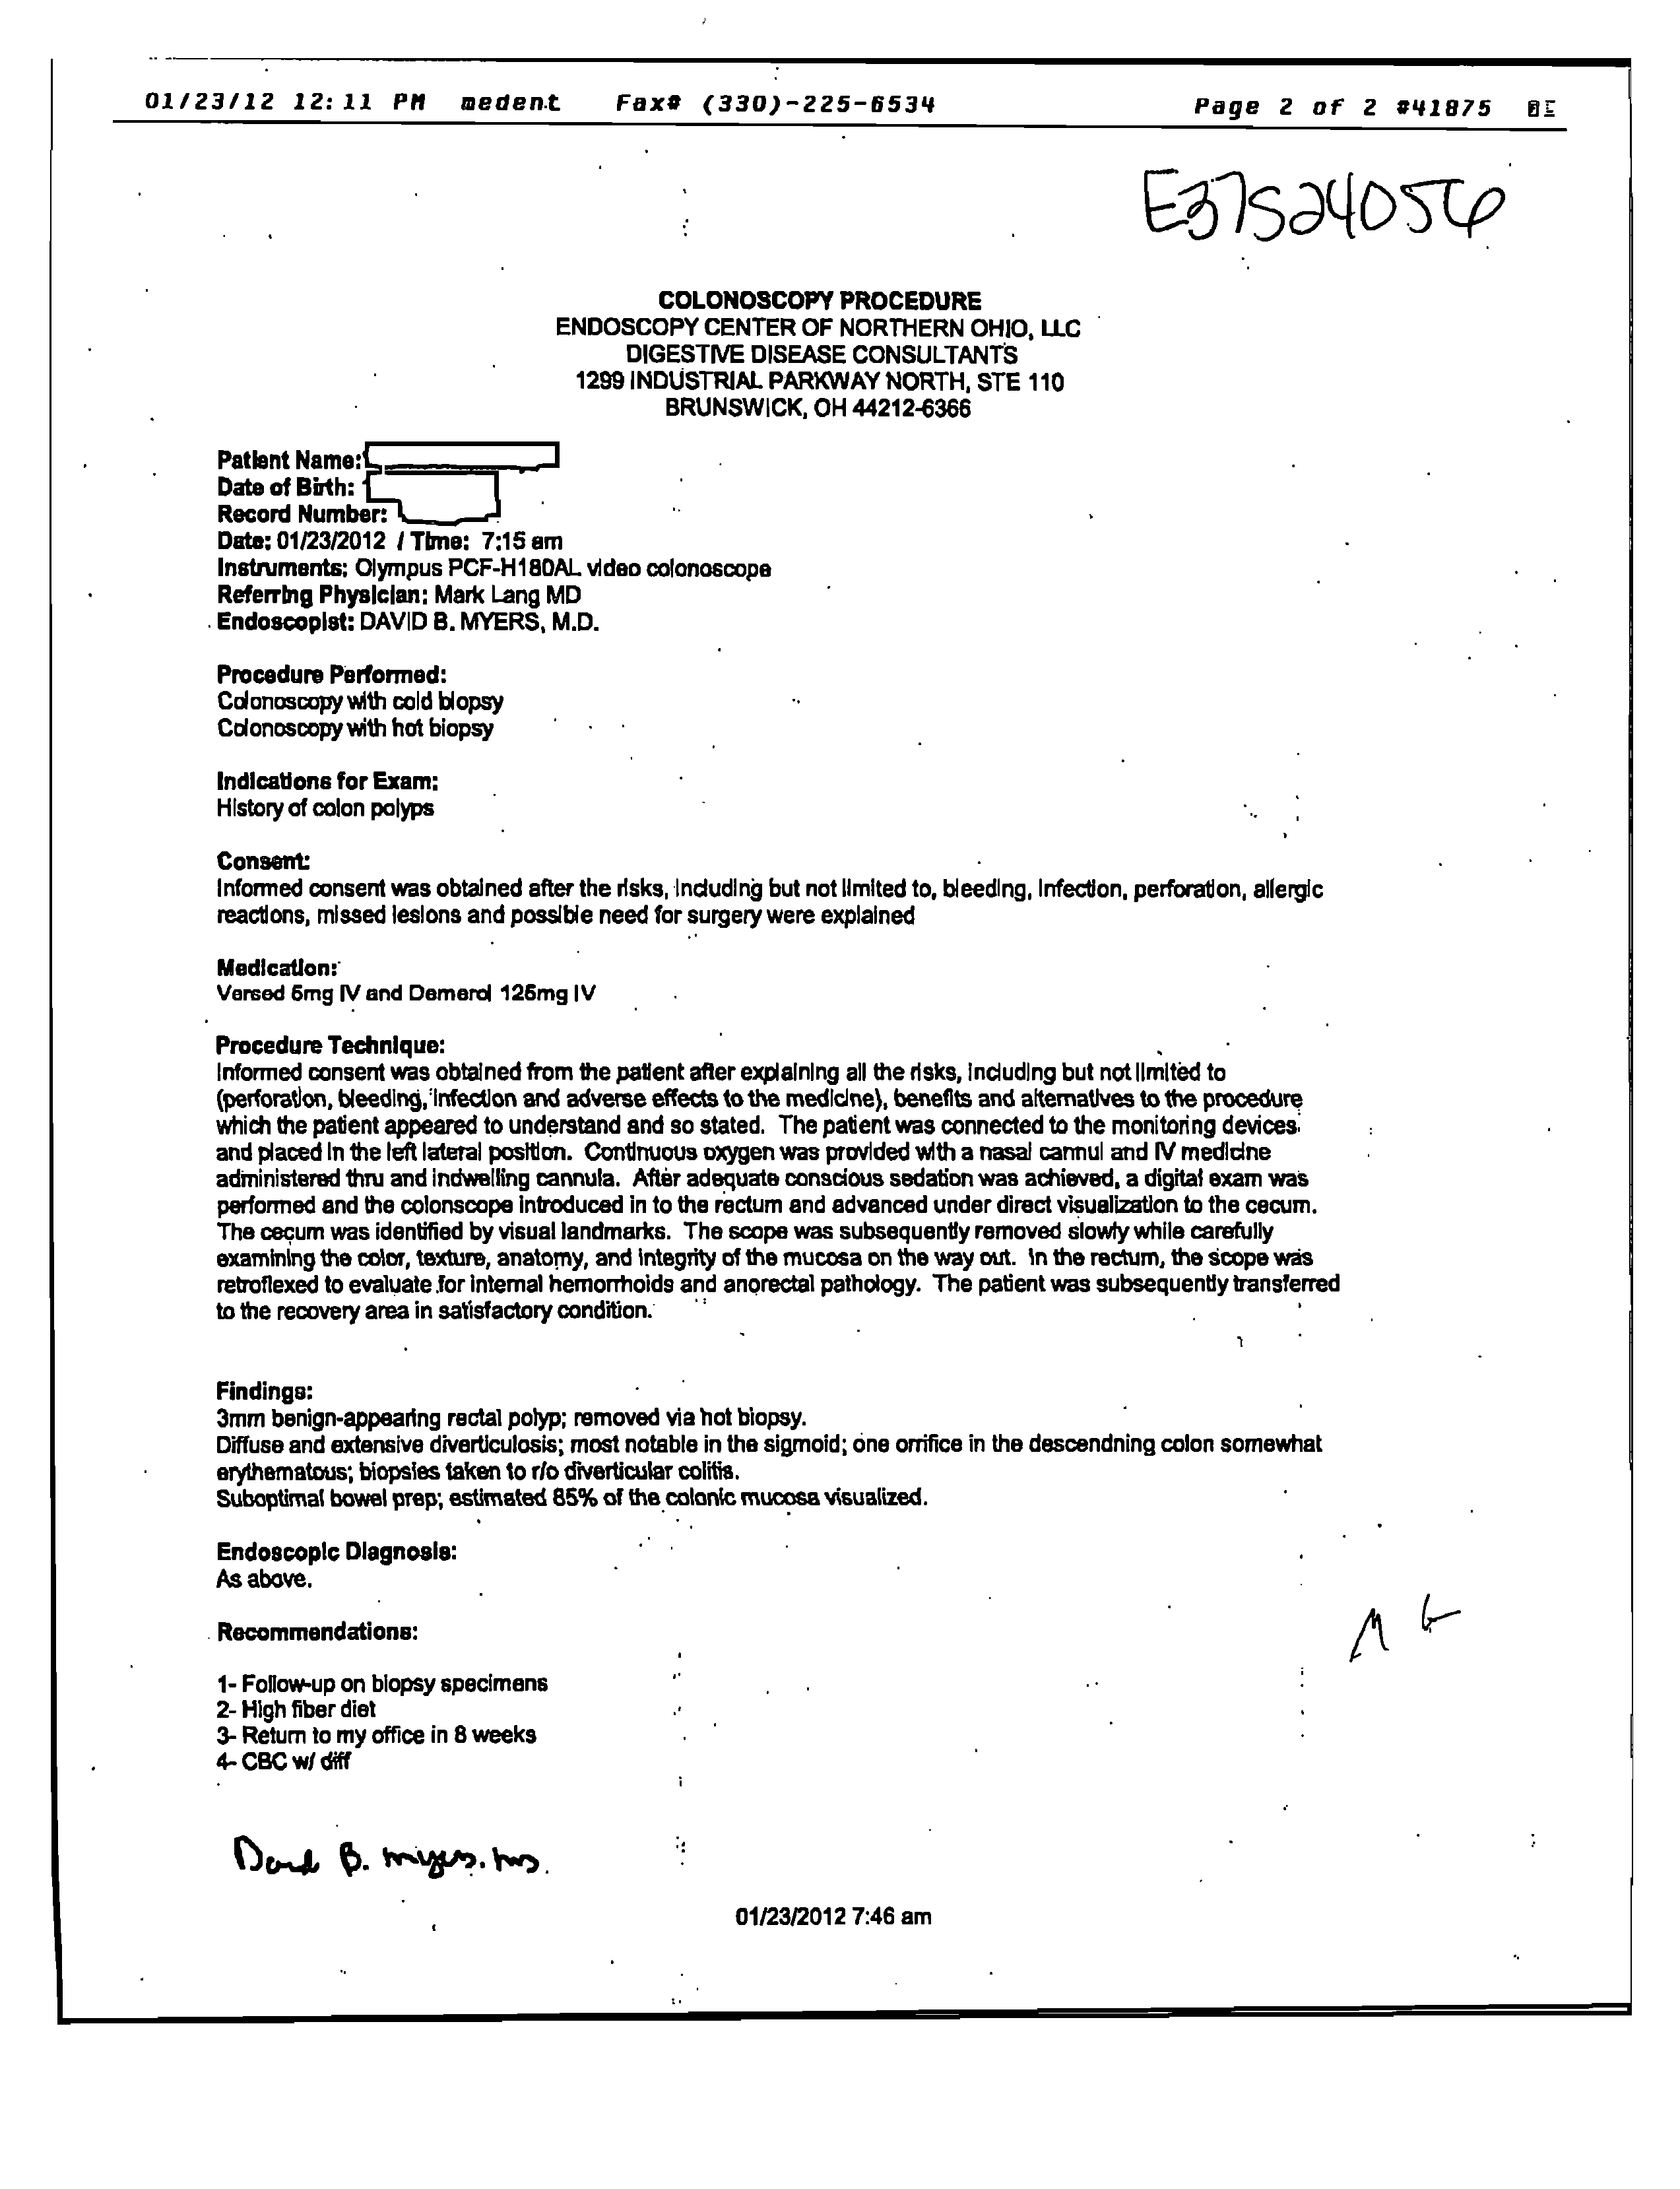 01/23/12 12:11 PM medent Fax# (330)-225-6534 Page 2 of 2 #41875
E37S24056
COLONOSCOPY PROCEDURE
ENDOSCOPY CENTER OF NORTHERN OHIO, LLC
DIGESTIVE DISEASE CONSULTANTS
1299 INDUSTRIAL PARKWAY NORTH, STE 110
BRUNSWICK, OH 44212-6366
Patient Name:
Date of Birth:
Record Number:
Date: 01/23/2012 / Time: 7:15 am
Instruments: Olympus PCF-H180AL video colonoscope
Referring Physician: Mark Lang MD
Endoscopist: DAVID B. MYERS, M.D.
Procedure Performed:
Colonoscopy with cold biopsy
Colonoscopy with hot biopsy
Indications for Exam:
History of colon polyps
Consent:
Informed consent was obtained after the risks, including but not limited to, bleeding, infection, perforation, allergic
reactions, missed lesions and possible need for surgery were explained
Medication:
Versed 5mg IV and Demerol 125mg IV
Procedure Technique:
Informed consent was obtained from the patient after explaining all the risks, including but not limited to
(perforation, bleeding, infection and adverse effects to the medicine), benefits and alternatives to the procedure
which the patient appeared to understand and so stated. The patient was connected to the monitoring devices
and placed in the left lateral position. Continuous oxygen was provided with a nasal cannul and IV medicine
administered thru and indwelling cannula. After adequate conscious sedation was achieved, a digital exam was
performed and the colonscope introduced in to the rectum and advanced under direct visualization to the cecum.
The cecum was identified by visual landmarks. The scope was subsequently removed slowly while carefully
examining the color, texture, anatomy, and integrity of the mucosa on the way out. In the rectum, the scope was
retroflexed to evaluate for internal hemorrhoids and anorectal pathology. The patient was subsequently transferred
to the recovery area in satisfactory condition.
Findings:
3mm benign-appearing rectal polyp; removed via hot biopsy.
Diffuse and extensive diverticulosis; most notable in the sigmoid; one orrifice in the descendning colon somewhat
erythematous; biopsies taken to r/o diverticular colitis.
Suboptimal bowel prep; estimated 85% of the colonic mucosa visualized.
Endoscopic Diagnosis:
As above.
Recommendations:
1- Follow-up on biopsy specimens
2- High fiber diet
3- Return to my office in 8 weeks
4- CBC w/ diff
David B. Myers, MD.
01/23/2012 7:46 am